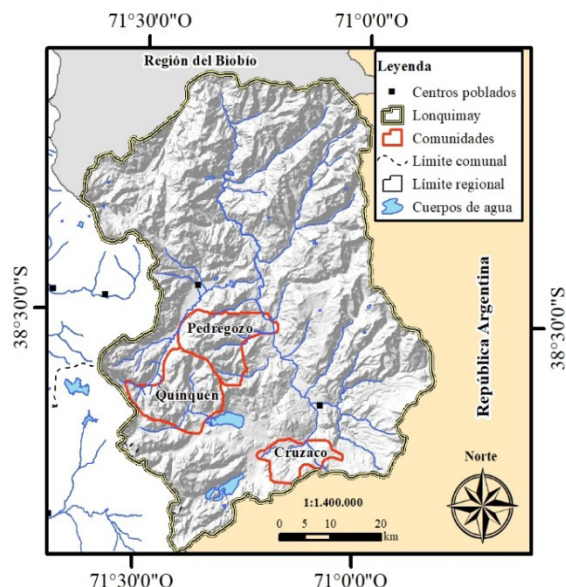 71°30'0"O
71°0'0"O
Región del Biobío
Leyenda
Centros poblados
Lonquimay
Comunidades
Límite comunal
Límite regional
Cuerpos de agua
38°30'0"S
38°30'0"S
República Argentina
Pedregozo
Quinquén
Cruzaco
Norte
1:1.400.000
0 5 10 20
km
71°30'0"O
71°0'0"O